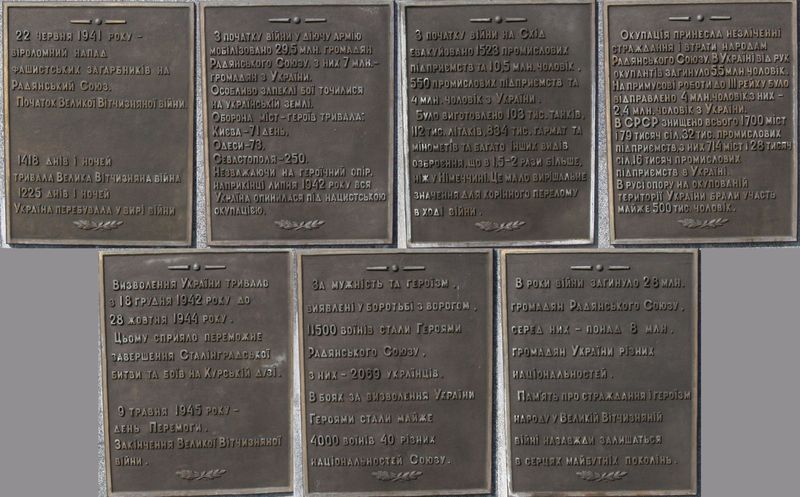 22 червня 1941 року –
віроломний напад
фашистських загарбників на
Радянський Союз.
Початок Великої Вітчизняної війни.
1418 днів і ночей
тривала Велика Вітчизняна війна
1225 днів і ночей
Україна перебувала у вирі війни
З початку війни у діючу армію
мобілізовано 29,5 млн. громадян
Радянського Союзу, з них 7 млн.–
громадян з України.
Особливо запеклі бої точилися
на українській землі.
Оборона міст-героїв тривала:
Києва–71 день,
Одеси–73,
Севастополя–250.
Незважаючи на героїчний опір,
наприкінці липня 1942 року вся
Україна опинилася під нацистською
окупацією.
З початку війни на Схід
евакуйовано 1523 промислових
підприємств та 10,5 млн. чоловік,
550 промислових підприємств та
4 млн. чоловік з України.
Було виготовлено 103 тис. танків,
112 тис. літаків, 834 тис. гармат та
мінометів та багато інших видів
озброєння, що в 1,5–2 рази більше,
ніж у Німеччині. Це мало вирішальне
значення для корінного перелому
в ході війни.
Окупація принесла незліченні
страждання і втрати народам
Радянського Союзу. В Україні від рук
окупантів загинуло 5,5 млн. чоловік.
На примусові роботи до III рейху було
відправлено 4 млн. чоловік з них –
2,4 млн. чоловік з України.
В СРСР знищено всього 1700 міст
179 тисяч сіл. 32 тис. промислових
підприємств, з них 714 міст і 28 тисяч
сіл, 16 тисяч промислових
підприємств в Україні.
В русі опору на окупованій
території України брали участь
майже 500 тис. чоловік.
Визволення України тривало
з 18 грудня 1942 року до
28 жовтня 1944 року.
Цьому сприяло переможне
завершення Сталінградської
битви та боїв на Курській дузі.
9 травня 1945 року –
день Перемоги.
Закінчення Великої Вітчизняної
війни.
За мужність та героїзм,
виявлені у боротьбі з ворогом,
11500 воїнів стали Героями
Радянського Союзу,
з них – 2069 українців.
В боях за визволення України
Героями стали майже
4000 воїнів 40 різних
національностей Союзу.
В роки війни загинуло 28 млн.
громадян Радянського Союзу,
серед них – понад 8 млн.
громадян України різних
національностей.
Пам'ять про страждання і героїзм
народу у Великій Вітчизняній
війні назавжди залишаться
в серцях майбутніх поколінь.